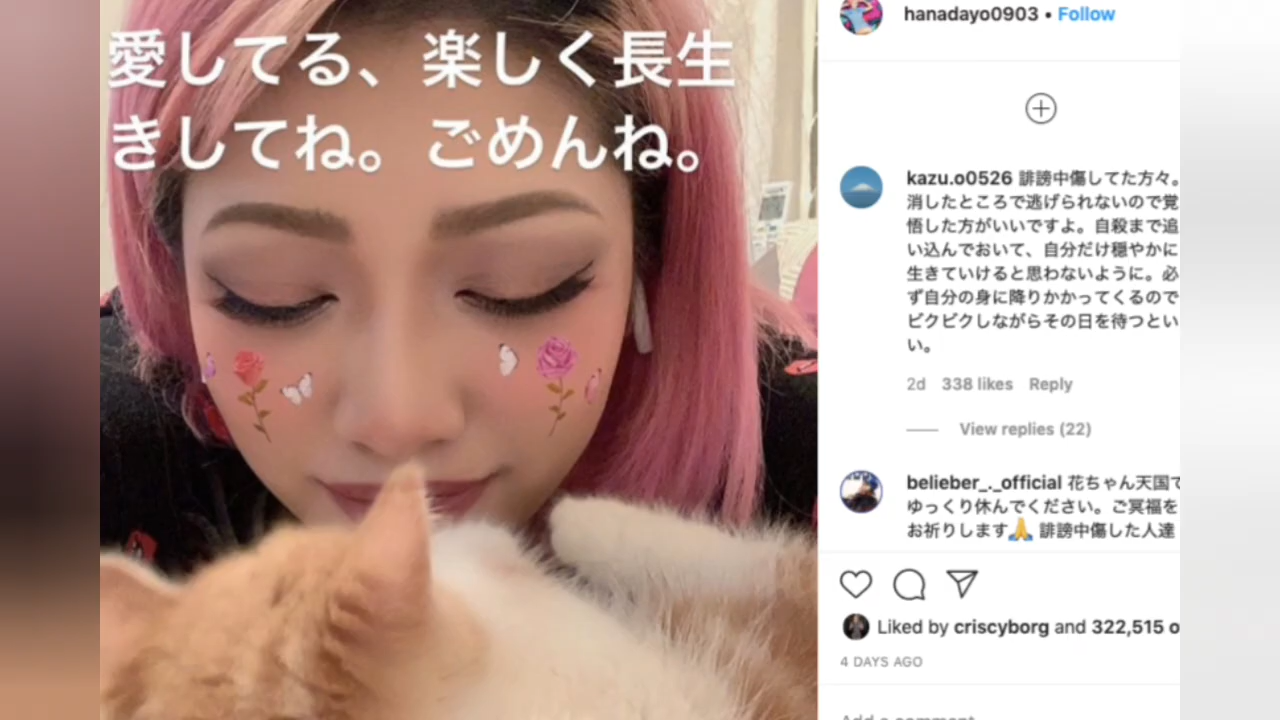 愛してる、楽しく長生
きしてね。ごめんね。
hanadayo0903 • Follow
kazu.o0526 誹謗中傷してた方々。
消したところで逃げられないので覚
悟した方がいいですよ。自殺まで追
い込んでおいて、自分だけ穏やかに
生きていけると思わないように。必
ず自分の身に降りかかってくるので
ビクビクしながらその日を待つとい
い。
2d 338 likes Reply
View replies (22)
belieber_._official 花ちゃん天国で
ゆっくり休んでください。ご冥福を
お祈りします🙏 誹謗中傷した人達
Liked by criscyborg and 322,515 o
4 DAYS AGO
Add a comment